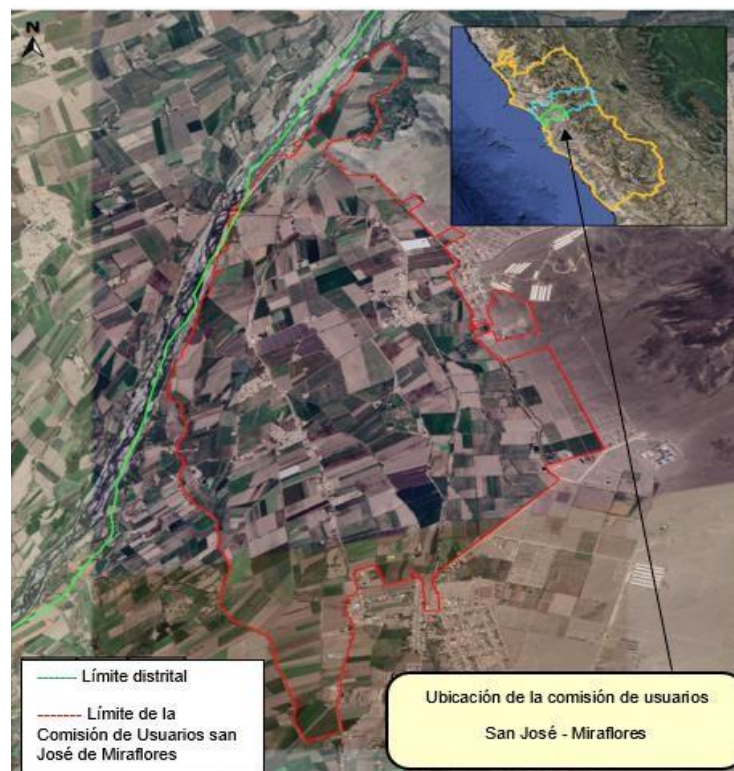 N
Límite distrital
Límite de la
Comisión de Usuarios san
José de Miraflores
Ubicación de la comisión de usuarios
San José - Miraflores